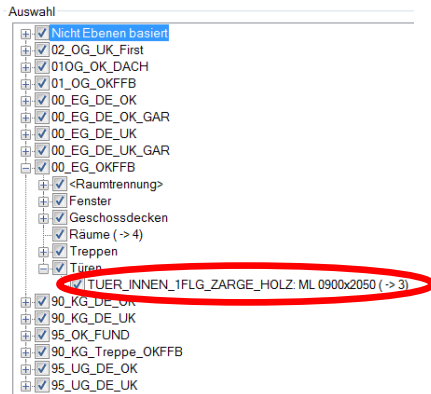 Auswahl
Nicht Ebenen basiert
02_OG_UK_First
01OG_OK_DACH
01_OG_OKFFB
00_EG_DE_OK
00_EG_DE_OK_GAR
00_EG_DE_UK
00_EG_DE_UK_GAR
00_EG_OKFFB
<Raumtrennung>
Fenster
Geschossdecken
Räume ( -> 4)
Treppen
Türen
TUER_INNEN_1FLG_ZARGE_HOLZ: ML 0900x2050 ( -> 3)
90_KG_DE_OK
90_KG_DE_UK
95_OK_FUND
90_KG_Treppe_OKFFB
95_UG_DE_OK
95_UG_DE_UK